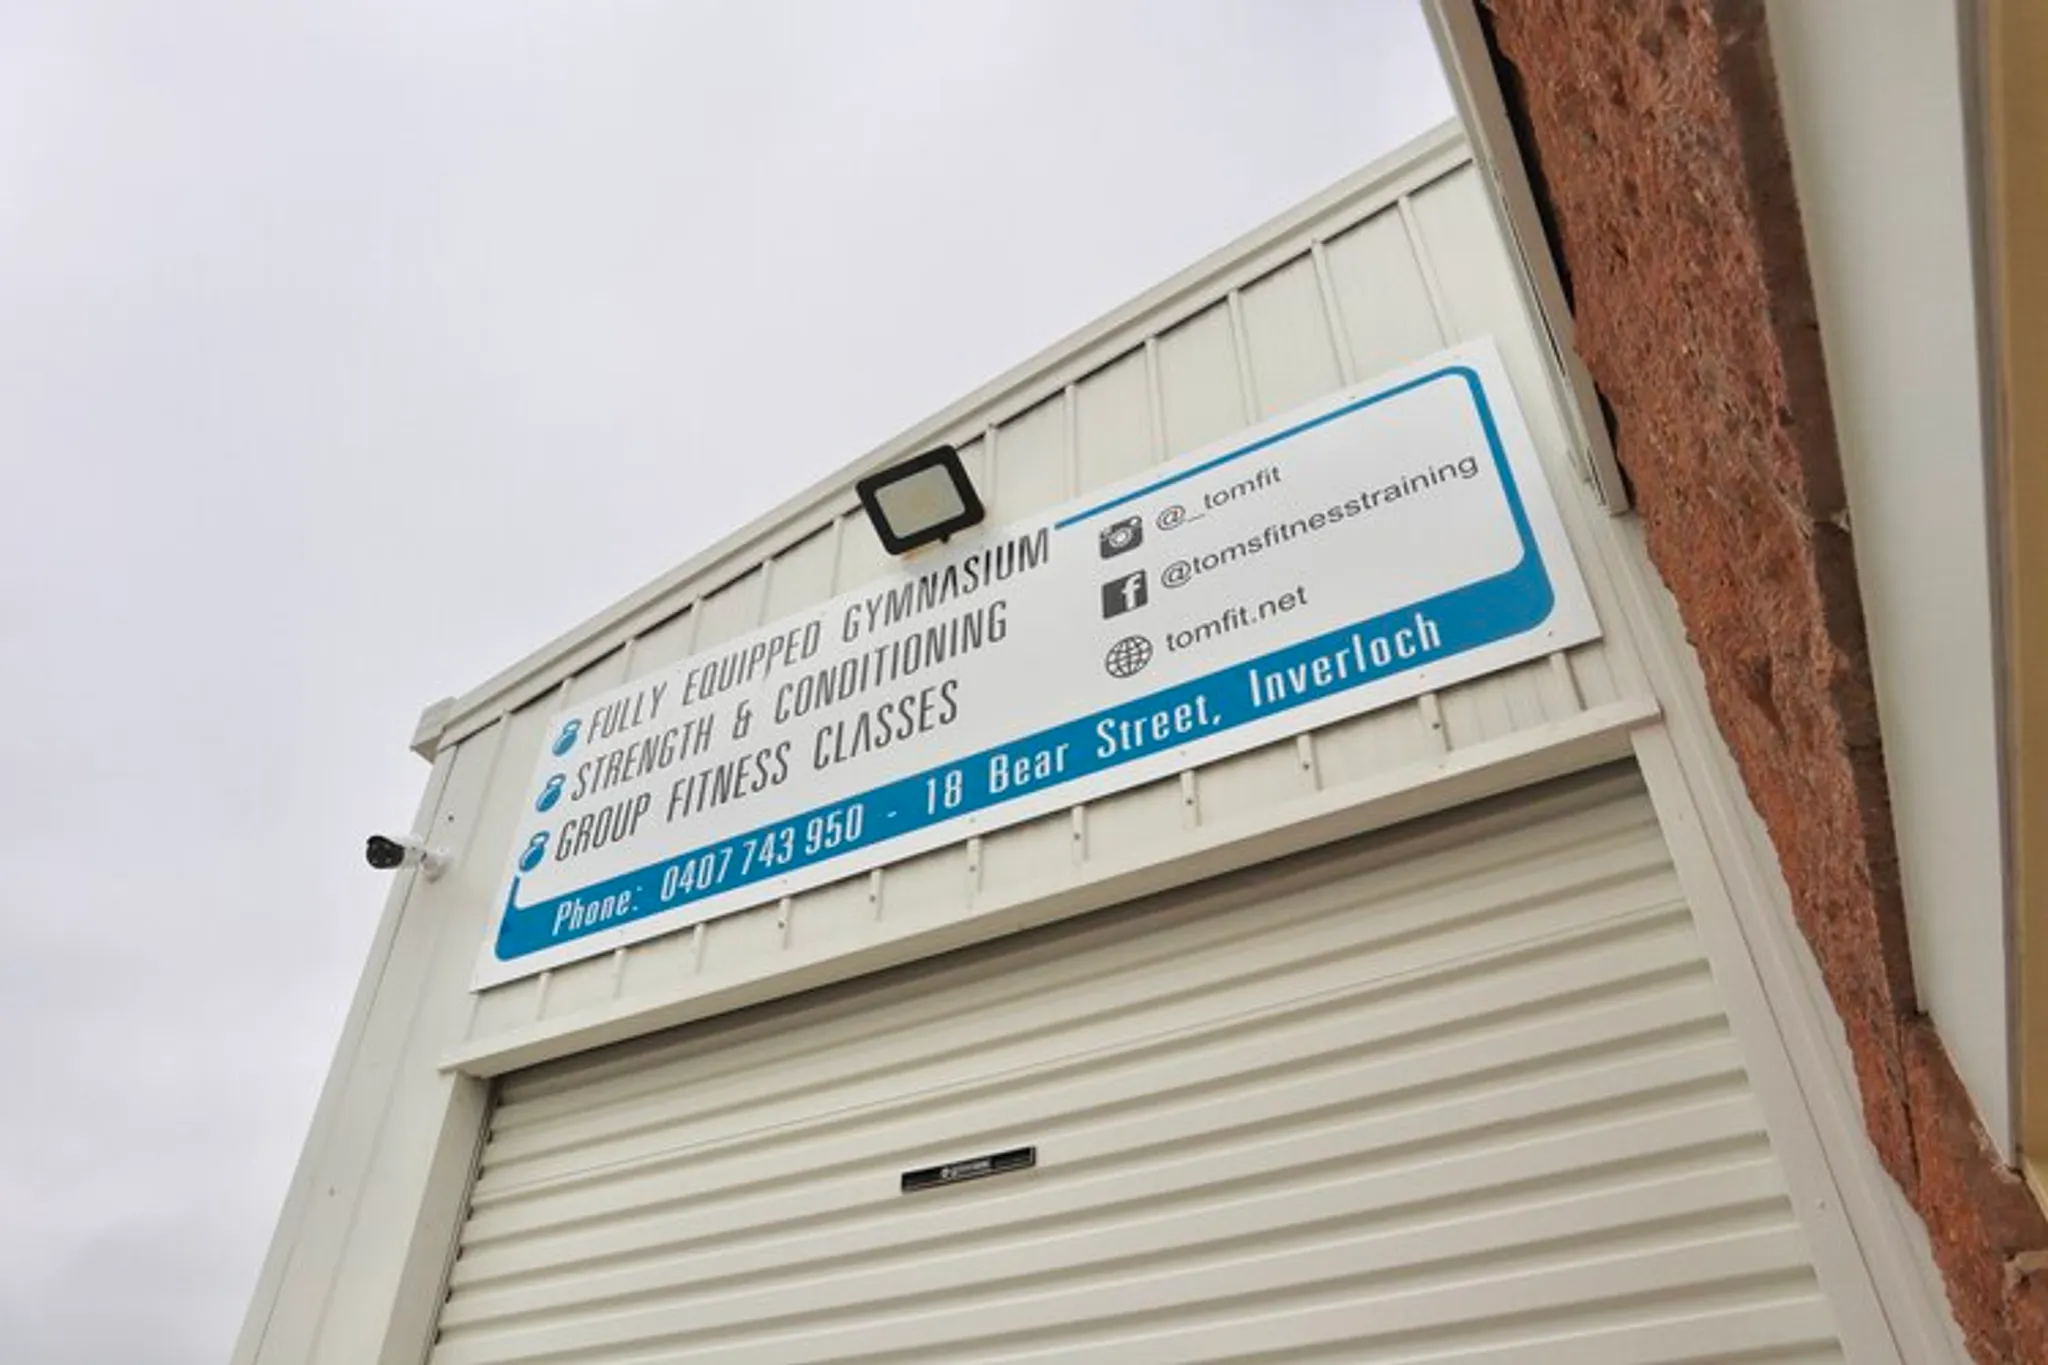 FULLY EQUIPPED GYMNASIUM
STRENGTH & CONDITIONING
GROUP FITNESS CLASSES
@_tomfit
@tomsfitnesstraining
tomfit.net
Phone: 0407 743 950 - 18 Bear Street, Inverloch